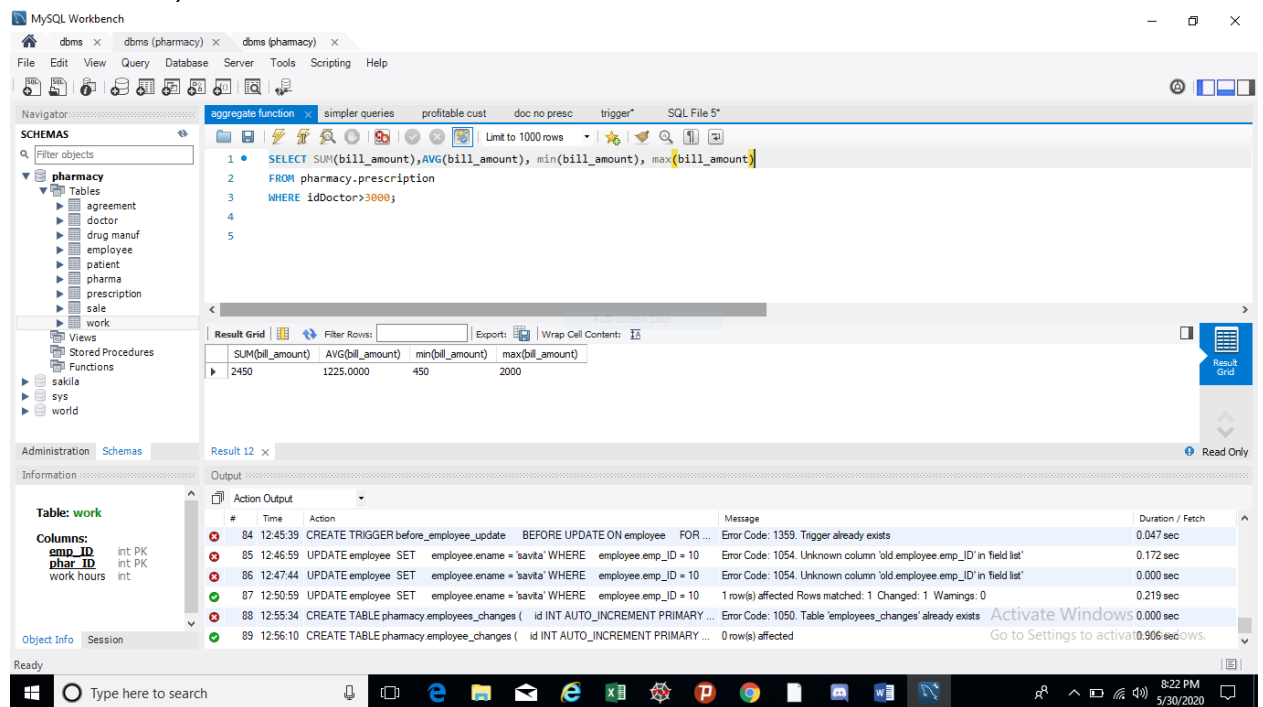 MySQL Workbench
dbms × dbms (pharmacy) × dbms (pharmacy) ×
File Edit View Query Database Server Tools Scripting Help
Navigator
SCHEMAS
Filter objects
pharmacy
Tables
agreement
doctor
drug manuf
employee
patient
pharma
prescription
sale
work
Views
Stored Procedures
Functions
sakila
sys
world
Administration Schemas
Information
Table: work
Columns:
emp_ID int PK
phar_ID int PK
work hours int
Object Info Session
aggregate function × simpler queries profitable cust doc no presc trigger* SQL File 5*
Limit to 1000 rows
1 SELECT SUM(bill_amount),AVG(bill_amount), min(bill_amount), max(bill_amount)
2 FROM pharmacy.prescription
3 WHERE idDoctor>3000;
4
5
Full-screen Snip
Result Grid Filter Rows: Export: Wrap Cell Content: IA
SUM(bill_amount) AVG(bill_amount) min(bill_amount) max(bill_amount)
2450 1225.0000 450 2000
Result Grid
Result 12 × Read Only
Output
Action Output
# Time Action Message Duration / Fetch
84 12:45:39 CREATE TRIGGER before_employee_update BEFORE UPDATE ON employee FOR ... Error Code: 1359. Trigger already exists 0.047 sec
85 12:46:59 UPDATE employee SET employee.ename = 'savita' WHERE employee.emp_ID = 10 Error Code: 1054. Unknown column 'old.employee.emp_ID' in 'field list' 0.172 sec
86 12:47:44 UPDATE employee SET employee.ename = 'savita' WHERE employee.emp_ID = 10 Error Code: 1054. Unknown column 'old.employee.emp_ID' in 'field list' 0.000 sec
87 12:50:59 UPDATE employee SET employee.ename = 'savita' WHERE employee.emp_ID = 10 1 row(s) affected Rows matched: 1 Changed: 1 Warnings: 0 0.219 sec
88 12:55:34 CREATE TABLE pharmacy.employees_changes ( id INT AUTO_INCREMENT PRIMARY ... Error Code: 1050. Table 'employees_changes' already exists 0.000 sec
89 12:56:10 CREATE TABLE pharmacy.employee_changes ( id INT AUTO_INCREMENT PRIMARY ... 0 row(s) affected 0.906 sec
Activate Windows
Go to Settings to activate Windows.
Ready
Type here to search
8:22 PM
5/30/2020